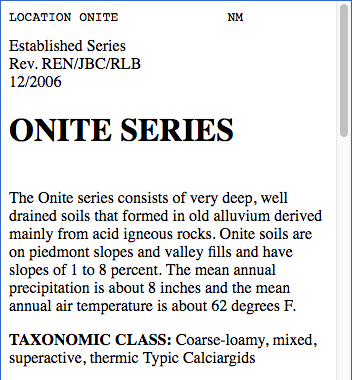 LOCATION ONITE NM
Established Series
Rev. REN/JBC/RLB
12/2006
ONITE SERIES
The Onite series consists of very deep, well
drained soils that formed in old alluvium derived
mainly from acid igneous rocks. Onite soils are
on piedmont slopes and valley fills and have
slopes of 1 to 8 percent. The mean annual
precipitation is about 8 inches and the mean
annual air temperature is about 62 degrees F.
TAXONOMIC CLASS: Coarse-loamy, mixed,
superactive, thermic Typic Calciargids